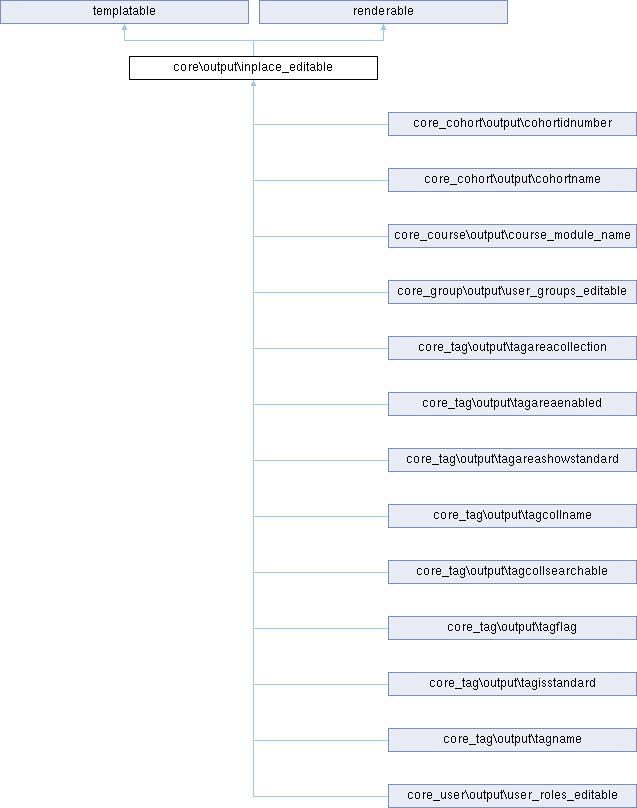 templatable
renderable
core\output\inplace_editable
core_cohort\output\cohortidnumber
core_cohort\output\cohortname
core_course\output\course_module_name
core_group\output\user_groups_editable
core_tag\output\tagareacollection
core_tag\output\tagareaenabled
core_tag\output\tagareashowstandard
core_tag\output\tagcollname
core_tag\output\tagcollsearchable
core_tag\output\tagflag
core_tag\output\tagisstandard
core_tag\output\tagname
core_user\output\user_roles_editable